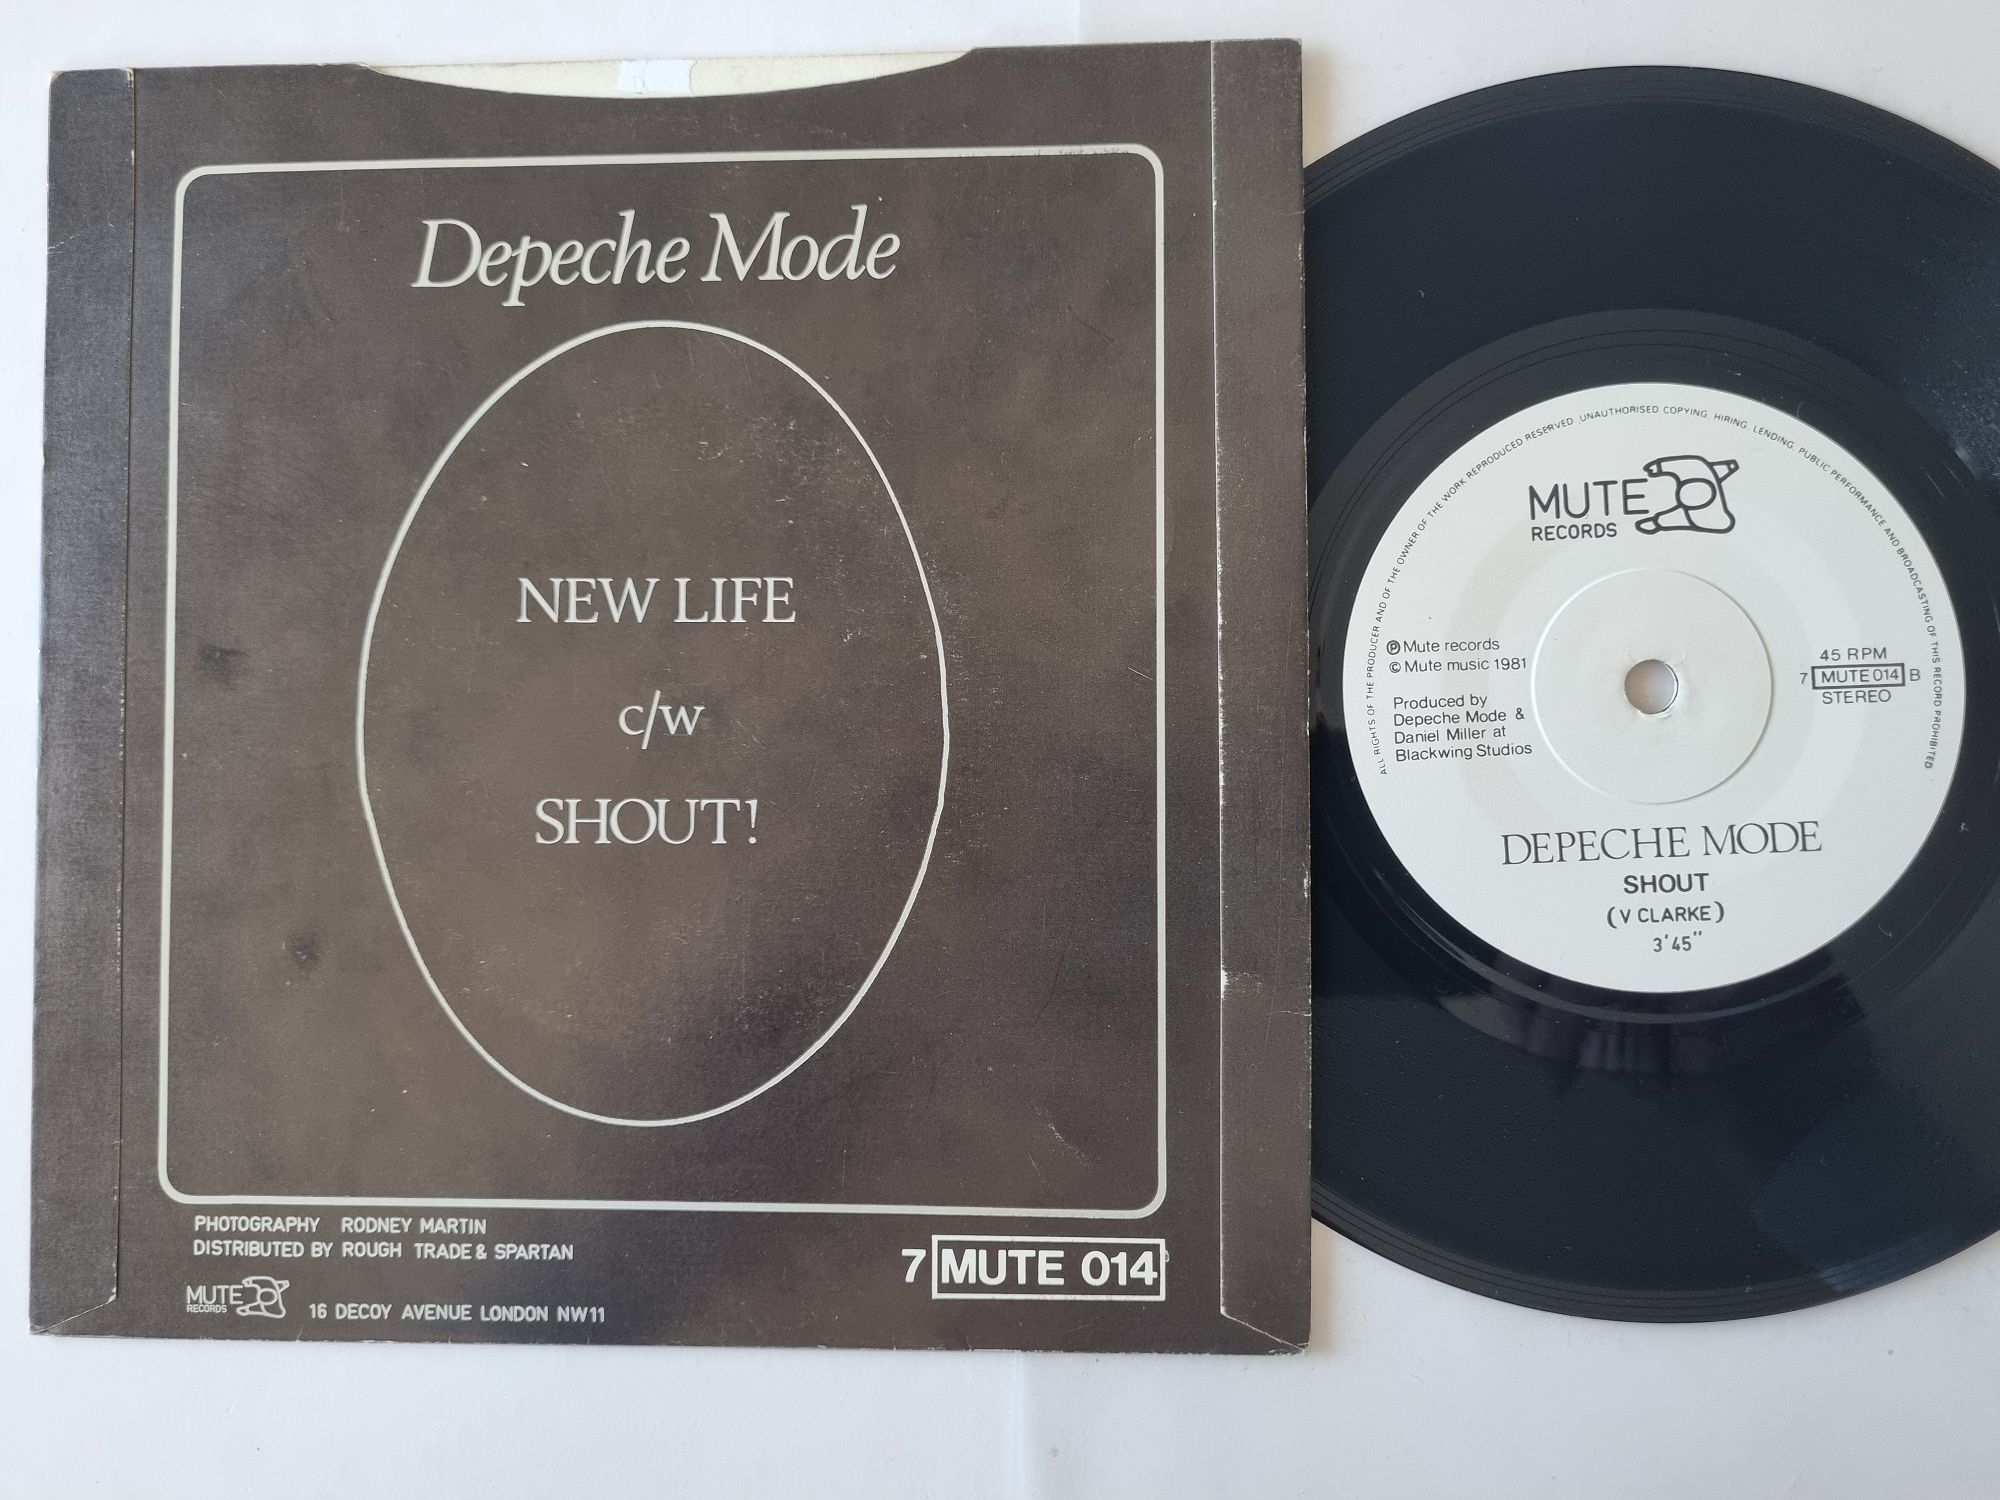 Depeche Mode
NEW LIFE
c/w
SHOUT!
PHOTOGRAPHY RODNEY MARTIN
DISTRIBUTED BY ROUGH TRADE & SPARTAN
MUTE
RECORDS
16 DECOY AVENUE LONDON NW11
7 MUTE 014
ALL RIGHTS OF THE PRODUCER AND OF THE OWNER OF THE WORK REPRODUCED RESERVED. UNAUTHORISED COPYING, HIRING, LENDING, PUBLIC PERFORMANCE AND BROADCASTING OF THIS RECORD PROHIBITED
MUTE
RECORDS
Ⓟ Mute records
© Mute music 1981
Produced by
Depeche Mode &
Daniel Miller at
Blackwing Studios
45 RPM
7 MUTE 014 B
STEREO
DEPECHE MODE
SHOUT
(V CLARKE)
3'45"